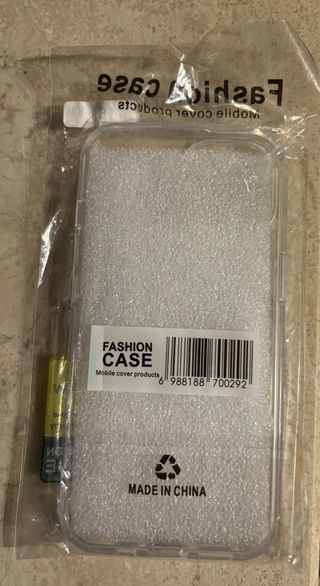 Fashion case
Mobile cover products
FASHION
CASE
Mobile cover products
6 988188 700292
MADE IN CHINA